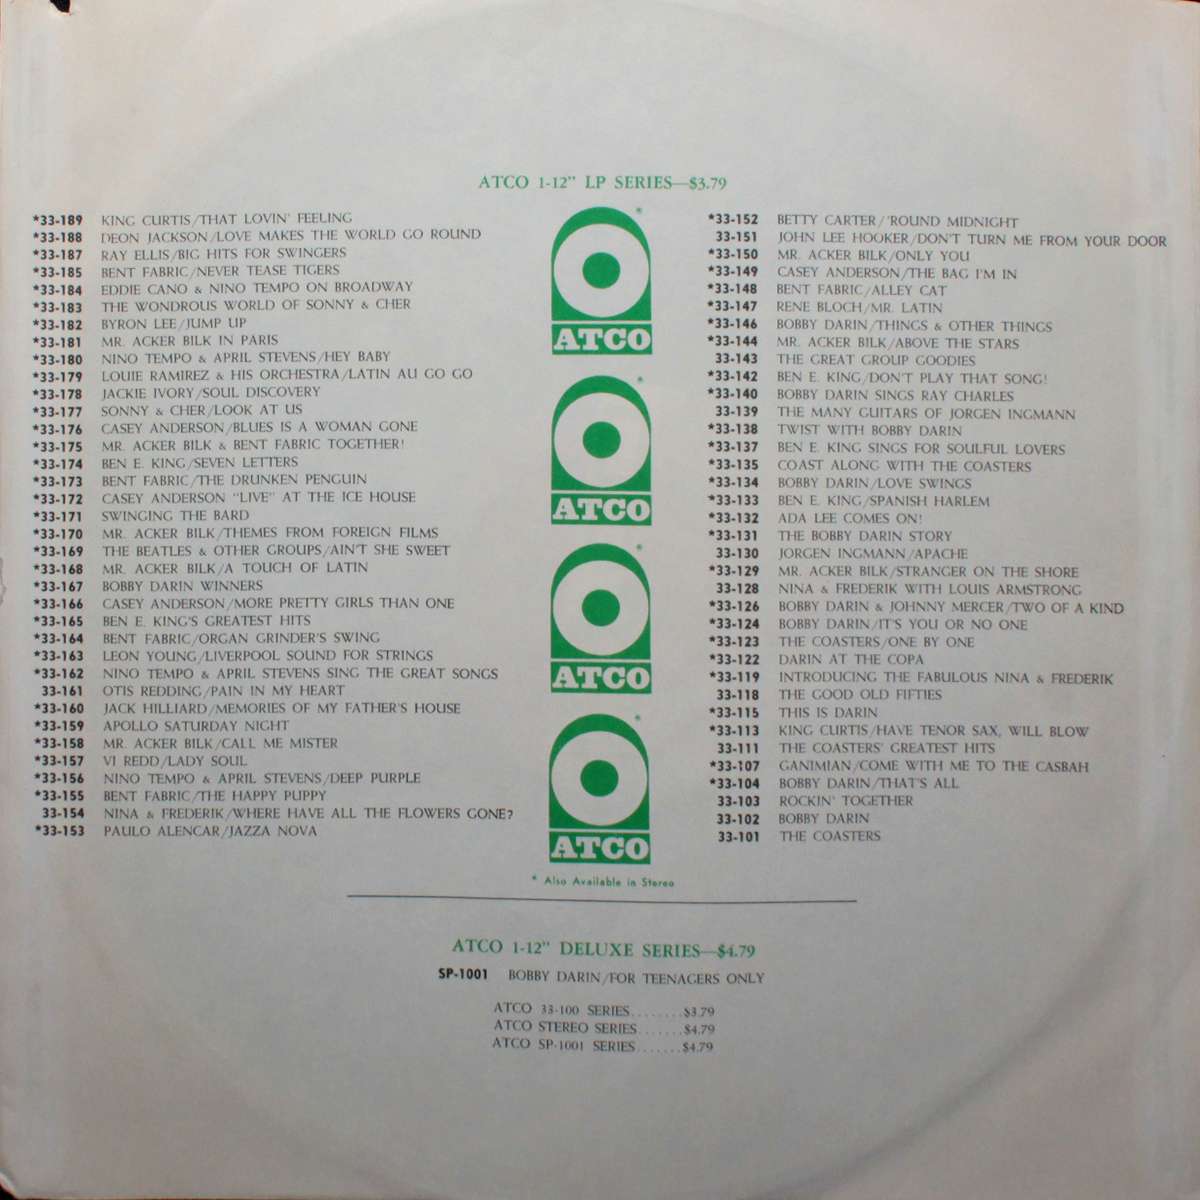 ATCO 1-12" LP SERIES—$3.79
*33-189 KING CURTIS/THAT LOVIN' FEELING
*33-188 DEON JACKSON/LOVE MAKES THE WORLD GO ROUND
*33-187 RAY ELLIS/BIG HITS FOR SWINGERS
*33-185 BENT FABRIC/NEVER TEASE TIGERS
*33-184 EDDIE CANO & NINO TEMPO ON BROADWAY
*33-183 THE WONDROUS WORLD OF SONNY & CHER
*33-182 BYRON LEE/JUMP UP
*33-181 MR. ACKER BILK IN PARIS
*33-180 NINO TEMPO & APRIL STEVENS/HEY BABY
*33-179 LOUIE RAMIREZ & HIS ORCHESTRA/LATIN AU GO GO
*33-178 JACKIE IVORY/SOUL DISCOVERY
*33-177 SONNY & CHER/LOOK AT US
*33-176 CASEY ANDERSON/BLUES IS A WOMAN GONE
*33-175 MR. ACKER BILK & BENT FABRIC TOGETHER!
*33-174 BEN E. KING/SEVEN LETTERS
*33-173 BENT FABRIC/THE DRUNKEN PENGUIN
*33-172 CASEY ANDERSON "LIVE" AT THE ICE HOUSE
*33-171 SWINGING THE BARD
*33-170 MR. ACKER BILK/THEMES FROM FOREIGN FILMS
*33-169 THE BEATLES & OTHER GROUPS/AIN'T SHE SWEET
*33-168 MR. ACKER BILK/A TOUCH OF LATIN
*33-167 BOBBY DARIN WINNERS
*33-166 CASEY ANDERSON/MORE PRETTY GIRLS THAN ONE
*33-165 BEN E. KING'S GREATEST HITS
*33-164 BENT FABRIC/ORGAN GRINDER'S SWING
*33-163 LEON YOUNG/LIVERPOOL SOUND FOR STRINGS
*33-162 NINO TEMPO & APRIL STEVENS SING THE GREAT SONGS
33-161 OTIS REDDING/PAIN IN MY HEART
*33-160 JACK HILLIARD/MEMORIES OF MY FATHER'S HOUSE
*33-159 APOLLO SATURDAY NIGHT
*33-158 MR. ACKER BILK/CALL ME MISTER
*33-157 VI REDD/LADY SOUL
*33-156 NINO TEMPO & APRIL STEVENS/DEEP PURPLE
*33-155 BENT FABRIC/THE HAPPY PUPPY
33-154 NINA & FREDERIK/WHERE HAVE ALL THE FLOWERS GONE?
*33-153 PAULO ALENCAR/JAZZA NOVA
ATCO
ATCO
ATCO
ATCO
* Also Available in Stereo
*33-152 BETTY CARTER/'ROUND MIDNIGHT
33-151 JOHN LEE HOOKER/DON'T TURN ME FROM YOUR DOOR
*33-150 MR. ACKER BILK/ONLY YOU
*33-149 CASEY ANDERSON/THE BAG I'M IN
*33-148 BENT FABRIC/ALLEY CAT
*33-147 RENE BLOCH/MR. LATIN
*33-146 BOBBY DARIN/THINGS & OTHER THINGS
*33-144 MR. ACKER BILK/ABOVE THE STARS
33-143 THE GREAT GROUP GOODIES
*33-142 BEN E. KING/DON'T PLAY THAT SONG!
*33-140 BOBBY DARIN SINGS RAY CHARLES
33-139 THE MANY GUITARS OF JORGEN INGMANN
*33-138 TWIST WITH BOBBY DARIN
*33-137 BEN E. KING SINGS FOR SOULFUL LOVERS
*33-135 COAST ALONG WITH THE COASTERS
*33-134 BOBBY DARIN/LOVE SWINGS
*33-133 BEN E. KING/SPANISH HARLEM
*33-132 ADA LEE COMES ON!
*33-131 THE BOBBY DARIN STORY
33-130 JORGEN INGMANN/APACHE
*33-129 MR. ACKER BILK/STRANGER ON THE SHORE
33-128 NINA & FREDERIK WITH LOUIS ARMSTRONG
*33-126 BOBBY DARIN & JOHNNY MERCER/TWO OF A KIND
*33-124 BOBBY DARIN/IT'S YOU OR NO ONE
*33-123 THE COASTERS/ONE BY ONE
*33-122 DARIN AT THE COPA
*33-119 INTRODUCING THE FABULOUS NINA & FREDERIK
33-118 THE GOOD OLD FIFTIES
*33-115 THIS IS DARIN
*33-113 KING CURTIS/HAVE TENOR SAX, WILL BLOW
33-111 THE COASTERS' GREATEST HITS
*33-107 GANIMIAN/COME WITH ME TO THE CASBAH
*33-104 BOBBY DARIN/THAT'S ALL
33-103 ROCKIN' TOGETHER
33-102 BOBBY DARIN
33-101 THE COASTERS
ATCO 1-12" DELUXE SERIES—$4.79
SP-1001 BOBBY DARIN/FOR TEENAGERS ONLY
ATCO 33-100 SERIES........$3.79
ATCO STEREO SERIES.......$4.79
ATCO SP-1001 SERIES.......$4.79